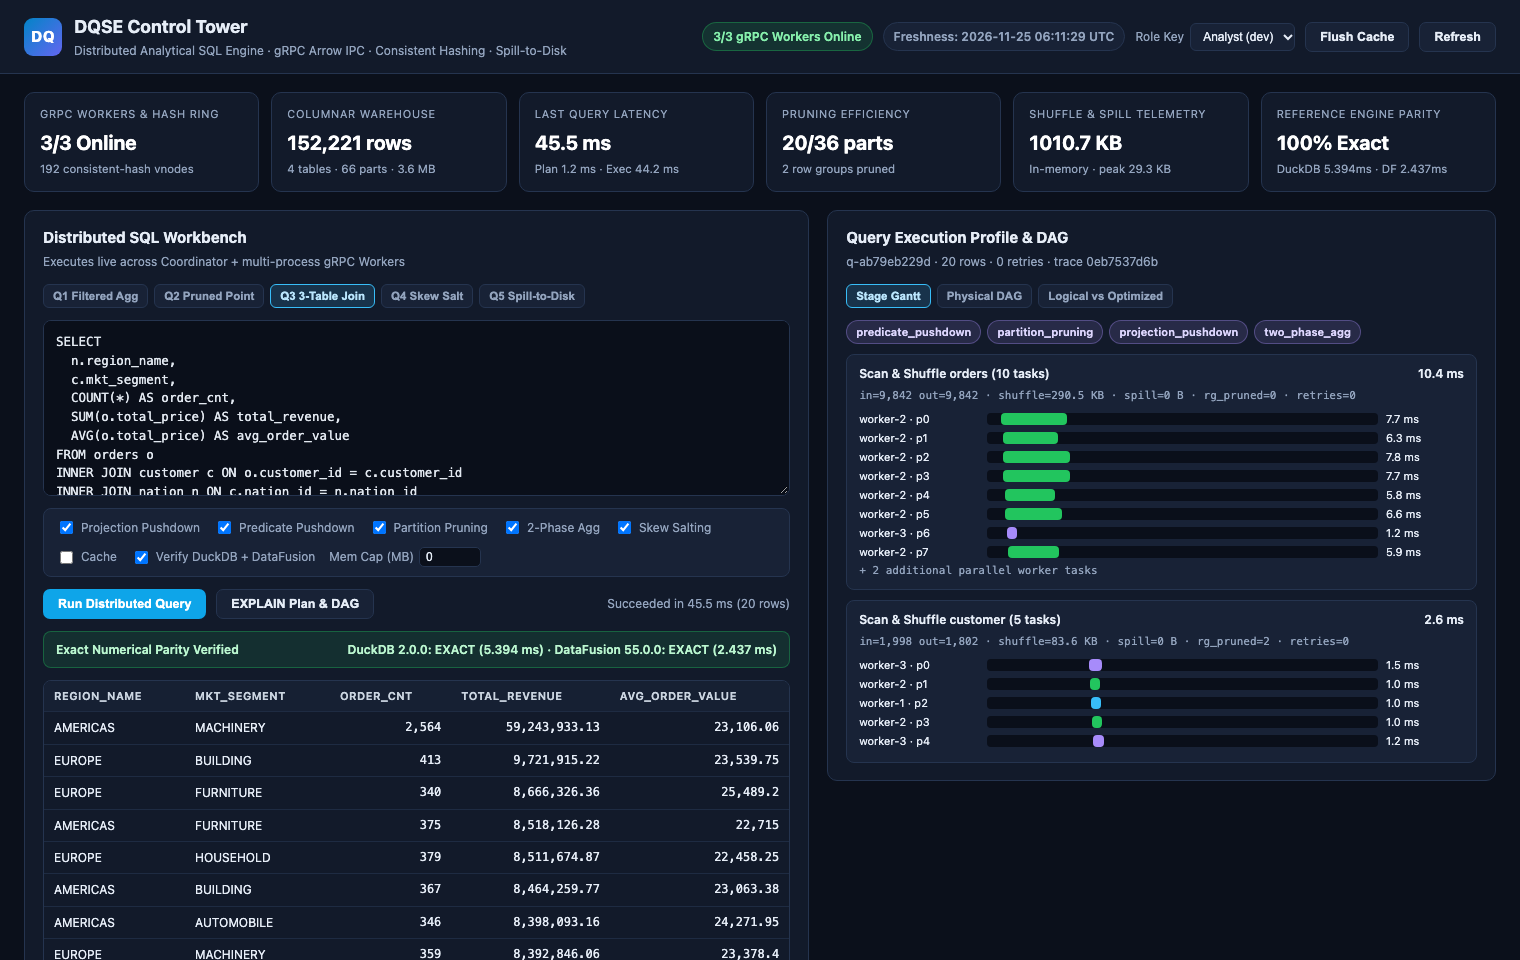 DQ
DQSE Control Tower
Distributed Analytical SQL Engine · gRPC Arrow IPC · Consistent Hashing · Spill-to-Disk
3/3 gRPC Workers Online
Freshness: 2026-11-25 06:11:29 UTC
Role Key
Analyst (dev)
Flush Cache
Refresh
GRPC WORKERS & HASH RING
3/3 Online
192 consistent-hash vnodes
COLUMNAR WAREHOUSE
152,221 rows
4 tables · 66 parts · 3.6 MB
LAST QUERY LATENCY
45.5 ms
Plan 1.2 ms · Exec 44.2 ms
PRUNING EFFICIENCY
20/36 parts
2 row groups pruned
SHUFFLE & SPILL TELEMETRY
1010.7 KB
In-memory · peak 29.3 KB
REFERENCE ENGINE PARITY
100% Exact
DuckDB 5.394ms · DF 2.437ms
Distributed SQL Workbench
Executes live across Coordinator + multi-process gRPC Workers
Q1 Filtered Agg
Q2 Pruned Point
Q3 3-Table Join
Q4 Skew Salt
Q5 Spill-to-Disk
SELECT
n.region_name,
c.mkt_segment,
COUNT(*) AS order_cnt,
SUM(o.total_price) AS total_revenue,
AVG(o.total_price) AS avg_order_value
FROM orders o
INNER JOIN customer c ON o.customer_id = c.customer_id
INNER JOIN nation n ON c.nation_id = n.nation_id
Projection Pushdown
Predicate Pushdown
Partition Pruning
2-Phase Agg
Skew Salting
Cache
Verify DuckDB + DataFusion
Mem Cap (MB)
0
Run Distributed Query
EXPLAIN Plan & DAG
Succeeded in 45.5 ms (20 rows)
Exact Numerical Parity Verified
DuckDB 2.0.0: EXACT (5.394 ms) · DataFusion 55.0.0: EXACT (2.437 ms)
REGION_NAME MKT_SEGMENT ORDER_CNT TOTAL_REVENUE AVG_ORDER_VALUE
AMERICAS MACHINERY 2,564 59,243,933.13 23,106.06
EUROPE BUILDING 413 9,721,915.22 23,539.75
EUROPE FURNITURE 340 8,666,326.36 25,489.2
AMERICAS FURNITURE 375 8,518,126.28 22,715
EUROPE HOUSEHOLD 379 8,511,674.87 22,458.25
AMERICAS BUILDING 367 8,464,259.77 23,063.38
AMERICAS AUTOMOBILE 346 8,398,093.16 24,271.95
EUROPE MACHINERY 359 8,392,846.06 23,378.4
Query Execution Profile & DAG
q-ab79eb229d · 20 rows · 0 retries · trace 0eb7537d6b
Stage Gantt
Physical DAG
Logical vs Optimized
predicate_pushdown
partition_pruning
projection_pushdown
two_phase_agg
Scan & Shuffle orders (10 tasks) 10.4 ms
in=9,842 out=9,842 · shuffle=290.5 KB · spill=0 B · rg_pruned=0 · retries=0
worker-2 · p0 7.7 ms
worker-2 · p1 6.3 ms
worker-2 · p2 7.8 ms
worker-2 · p3 7.7 ms
worker-2 · p4 5.8 ms
worker-2 · p5 6.6 ms
worker-3 · p6 1.2 ms
worker-2 · p7 5.9 ms
+ 2 additional parallel worker tasks
Scan & Shuffle customer (5 tasks) 2.6 ms
in=1,998 out=1,802 · shuffle=83.6 KB · spill=0 B · rg_pruned=2 · retries=0
worker-3 · p0 1.5 ms
worker-2 · p1 1.0 ms
worker-1 · p2 1.0 ms
worker-2 · p3 1.0 ms
worker-3 · p4 1.2 ms